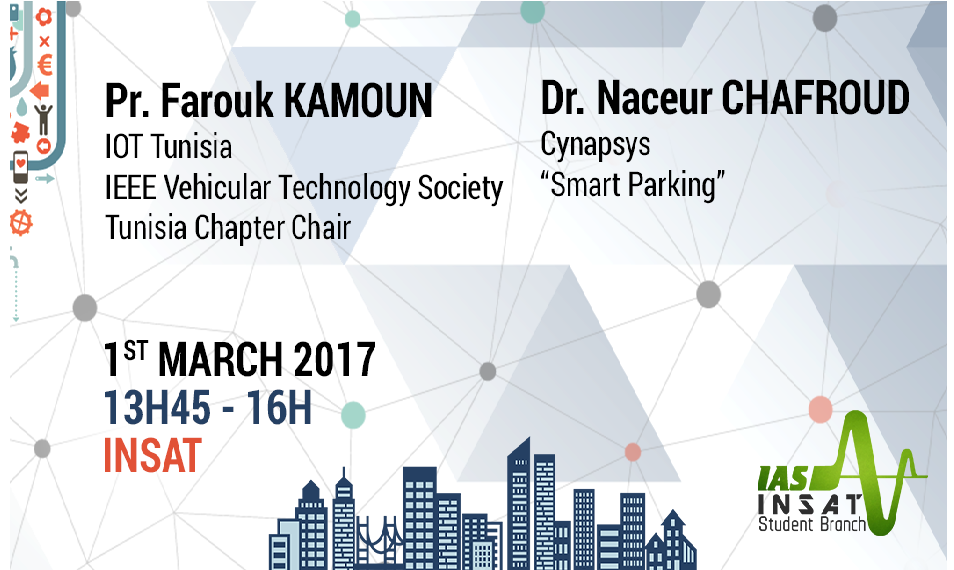 Pr. Farouk KAMOUN
IOT Tunisia
IEEE Vehicular Technology Society
Tunisia Chapter Chair
Dr. Naceur CHAFROUD
Cynapsys
“Smart Parking”
1ST MARCH 2017
13H45 - 16H
INSAT
IAS
INSAT
Student Branch